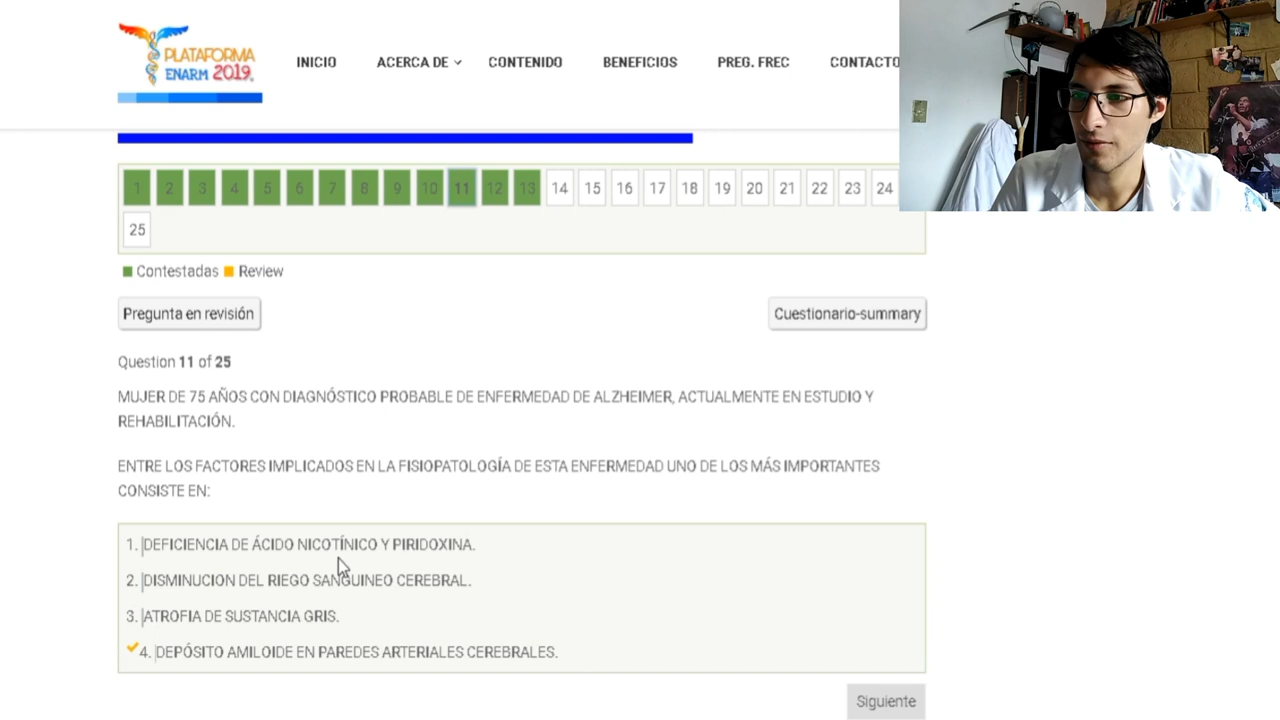 PLATAFORMA
ENARM 2019
INICIO ACERCA DE CONTENIDO BENEFICIOS PREG. FREC CONTACTO
1 2 3 4 5 6 7 8 9 10 11 12 13 14 15 16 17 18 19 20 21 22 23 24
25
Contestadas Review
Pregunta en revisión Cuestionario-summary
Question 11 of 25
MUJER DE 75 AÑOS CON DIAGNÓSTICO PROBABLE DE ENFERMEDAD DE ALZHEIMER, ACTUALMENTE EN ESTUDIO Y
REHABILITACIÓN.
ENTRE LOS FACTORES IMPLICADOS EN LA FISIOPATOLOGÍA DE ESTA ENFERMEDAD UNO DE LOS MÁS IMPORTANTES
CONSISTE EN:
1. DEFICIENCIA DE ÁCIDO NICOTÍNICO Y PIRIDOXINA.
2. DISMINUCION DEL RIEGO SANGUINEO CEREBRAL.
3. ATROFIA DE SUSTANCIA GRIS.
4. DEPÓSITO AMILOIDE EN PAREDES ARTERIALES CEREBRALES.
Siguiente